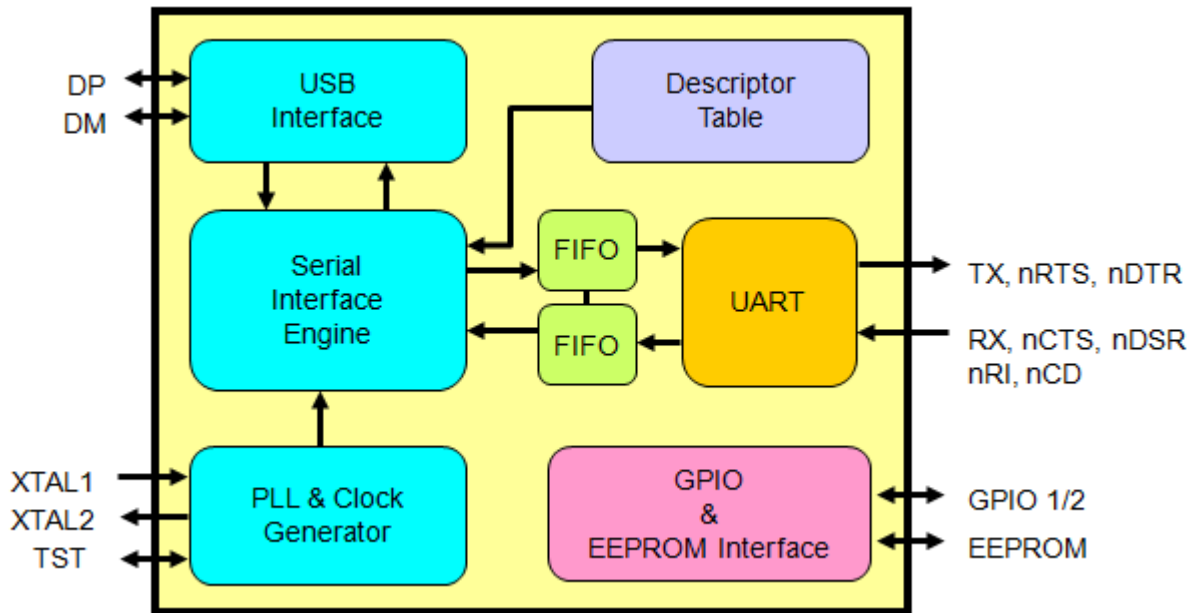 DP
DM
USB
Interface
Descriptor
Table
Serial
Interface
Engine
FIFO
FIFO
UART
TX, nRTS, nDTR
RX, nCTS, nDSR
nRI, nCD
XTAL1
XTAL2
TST
PLL & Clock
Generator
GPIO
&
EEPROM Interface
GPIO 1/2
EEPROM